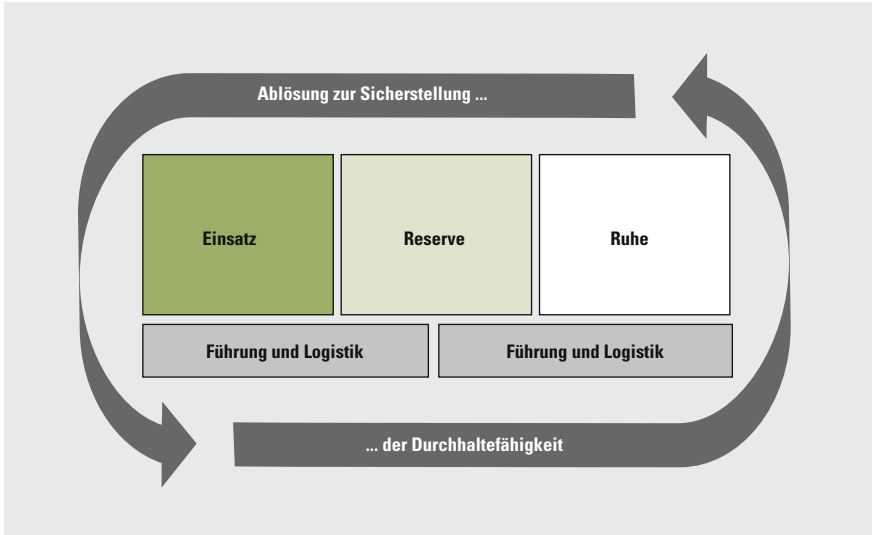 Ablösung zur Sicherstellung ...
Einsatz
Reserve
Ruhe
Führung und Logistik
Führung und Logistik
... der Durchhaltefähigkeit